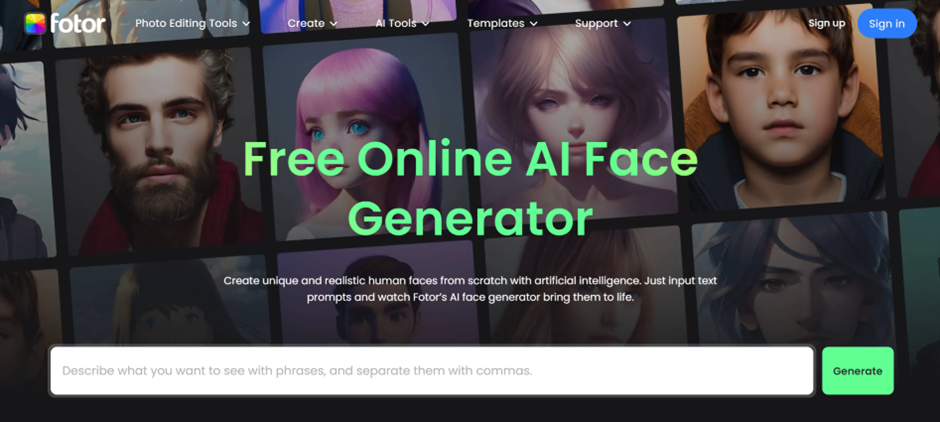 fotor
Photo Editing Tools
Create
AI Tools
Templates
Support
Sign up
Sign in
Free Online AI Face
Generator
Create unique and realistic human faces from scratch with artificial intelligence. Just input text
prompts and watch Fotor's AI face generator bring them to life.
Describe what you want to see with phrases, and separate them with commas.
Generate